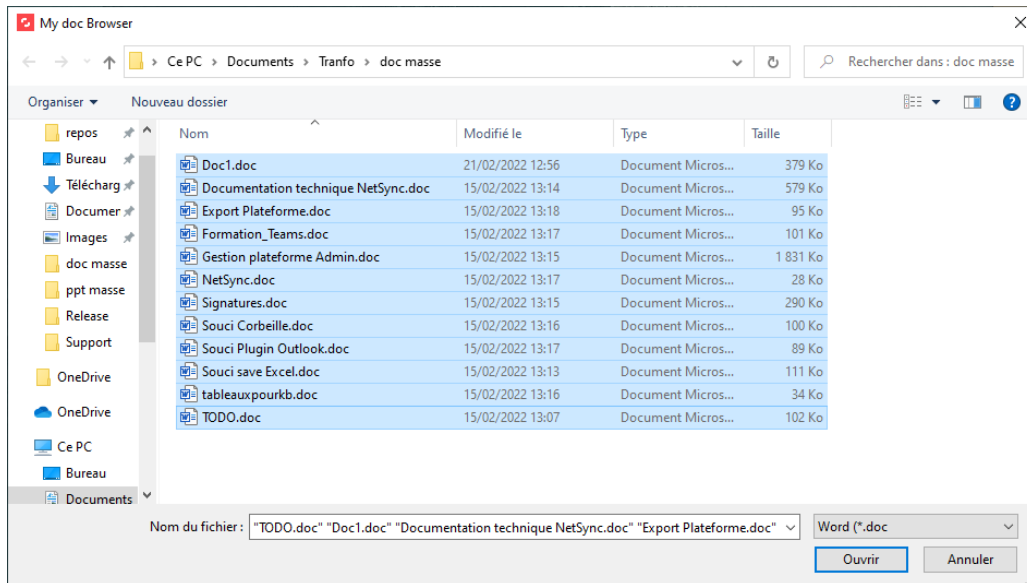 My doc Browser
Ce PC > Documents > Tranfo > doc masse
Rechercher dans : doc masse
Organiser
Nouveau dossier
repos
Bureau
Télécharg
Documer
Images
doc masse
ppt masse
Release
Support
OneDrive
OneDrive
Ce PC
Bureau
Documents
Nom Modifié le Type Taille
Doc1.doc 21/02/2022 12:56 Document Micros... 379 Ko
Documentation technique NetSync.doc 15/02/2022 13:14 Document Micros... 579 Ko
Export Plateforme.doc 15/02/2022 13:18 Document Micros... 95 Ko
Formation_Teams.doc 15/02/2022 13:17 Document Micros... 101 Ko
Gestion plateforme Admin.doc 15/02/2022 13:15 Document Micros... 1 831 Ko
NetSync.doc 15/02/2022 13:17 Document Micros... 28 Ko
Signatures.doc 15/02/2022 13:15 Document Micros... 290 Ko
Souci Corbeille.doc 15/02/2022 13:16 Document Micros... 100 Ko
Souci Plugin Outlook.doc 15/02/2022 13:17 Document Micros... 89 Ko
Souci save Excel.doc 15/02/2022 13:13 Document Micros... 111 Ko
tableauxpourkb.doc 15/02/2022 13:16 Document Micros... 34 Ko
TODO.doc 15/02/2022 13:07 Document Micros... 102 Ko
Nom du fichier : "TODO.doc" "Doc1.doc" "Documentation technique NetSync.doc" "Export Plateforme.doc"
Word (*.doc
Ouvrir
Annuler